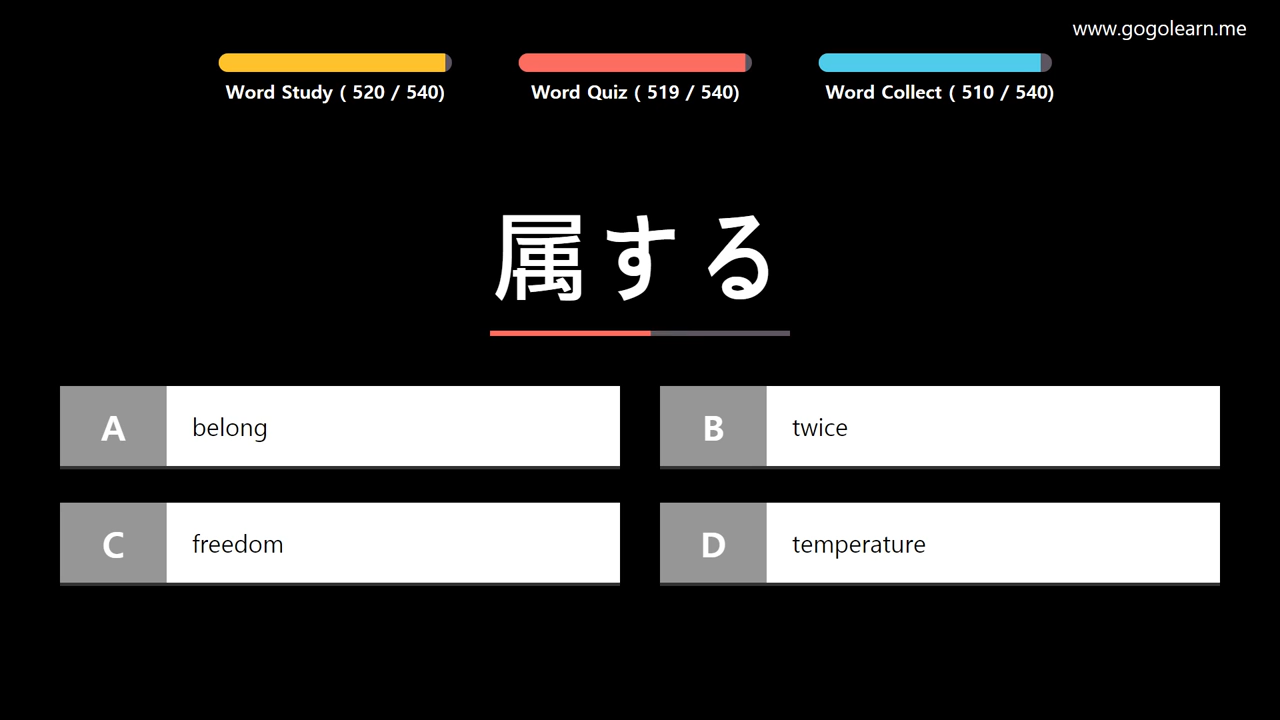 www.gogolearn.me
Word Study ( 520 / 540)
Word Quiz ( 519 / 540)
Word Collect ( 510 / 540)
属する
A belong
B twice
C freedom
D temperature